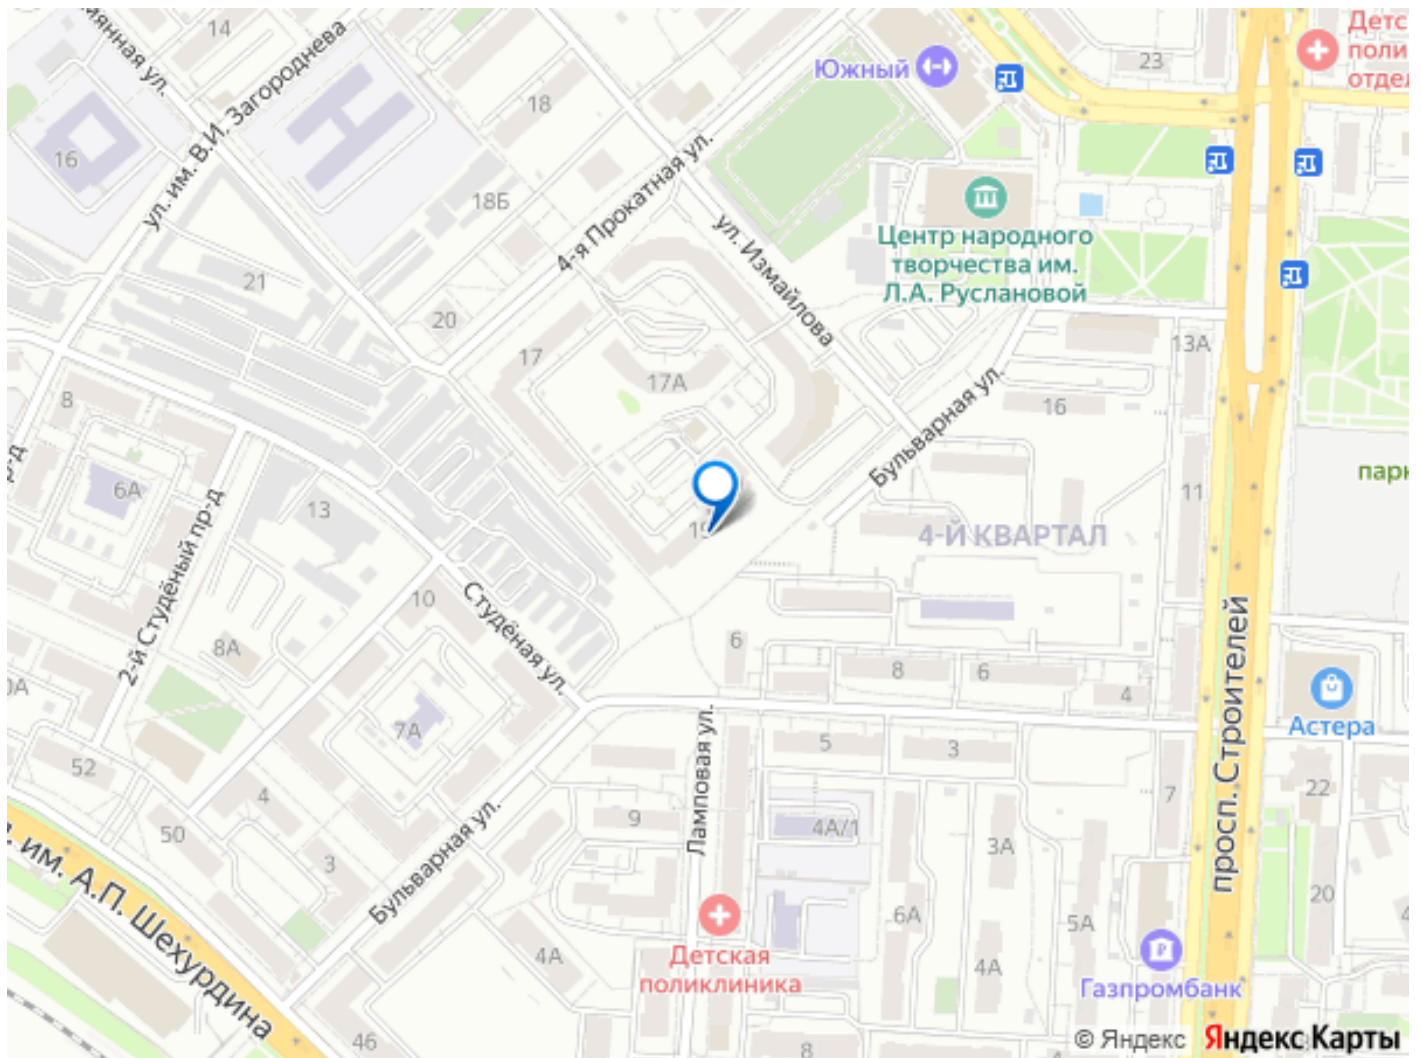 14
ул. им. В.И. Загороднева
16
18
18Б
Южный
23
4-я Прокатная ул.
ул. Измайлова
Центр народного
творчества им.
Л.А. Руслановой
21
20
17
17А
13А
16
Бульварная ул.
11
4-Й КВАРТАЛ
8
6А
13
2-й Студёный пр-д
10
Студёная ул.
8А
7А
52
6
8
6
4
просп. Строителей
Астера
5
3
7
22
Ламповая ул.
4
50
3
9
4А/1
3А
Бульварная ул.
им. А.П. Шехурдина
Детская
поликлиника
6А
5А
20
4А
4А
Газпромбанк
46
8
© Яндекс Яндекс Карты